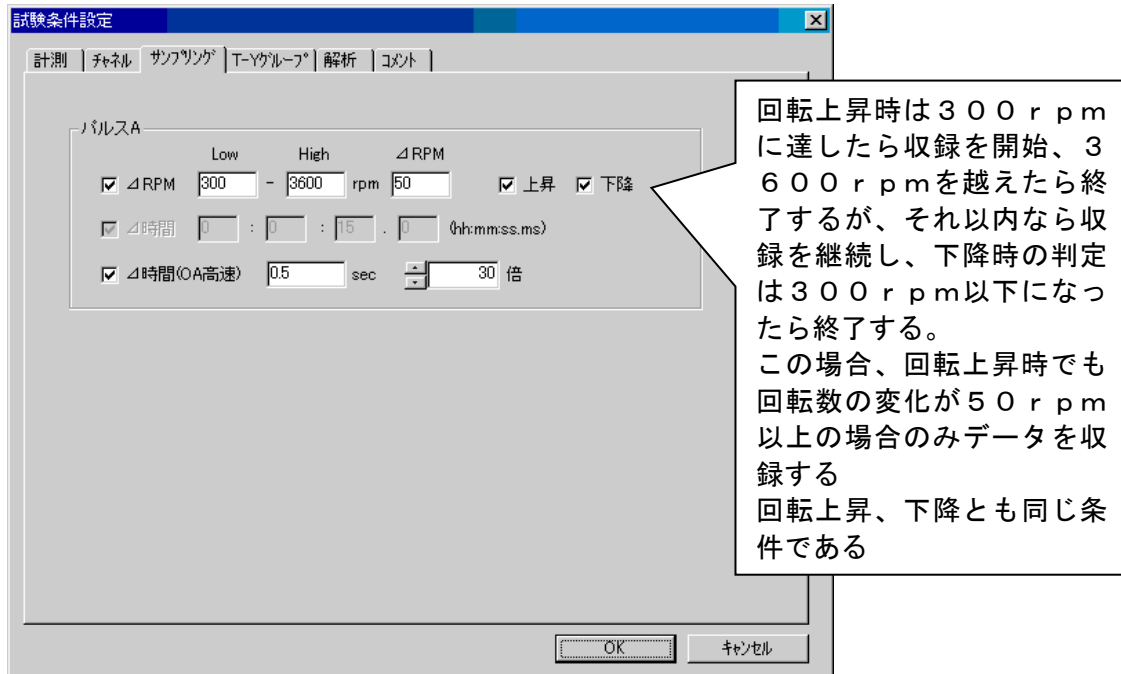 試験条件設定
計測 ﾁｬﾈﾙ ｻﾝﾌﾟﾘﾝｸﾞ T-Yｸﾞﾙｰﾌﾟ 解析 ｺﾒﾝﾄ
パルスA
Low High ⊿RPM
⊿RPM 300 - 3600 rpm 50 上昇 下降
⊿時間 0 : 0 : 15 . 0 (hh:mm:ss.ms)
⊿時間(OA高速) 0.5 sec 30 倍
OK ｷｬﾝｾﾙ
回転上昇時は３００ｒｐｍ
に達したら収録を開始、３
６００ｒｐｍを越えたら終
了するが、それ以内なら収
録を継続し、下降時の判定
は３００ｒｐｍ以下になっ
たら終了する。
この場合、回転上昇時でも
回転数の変化が５０ｒｐｍ
以上の場合のみデータを収
録する
回転上昇、下降とも同じ条
件である